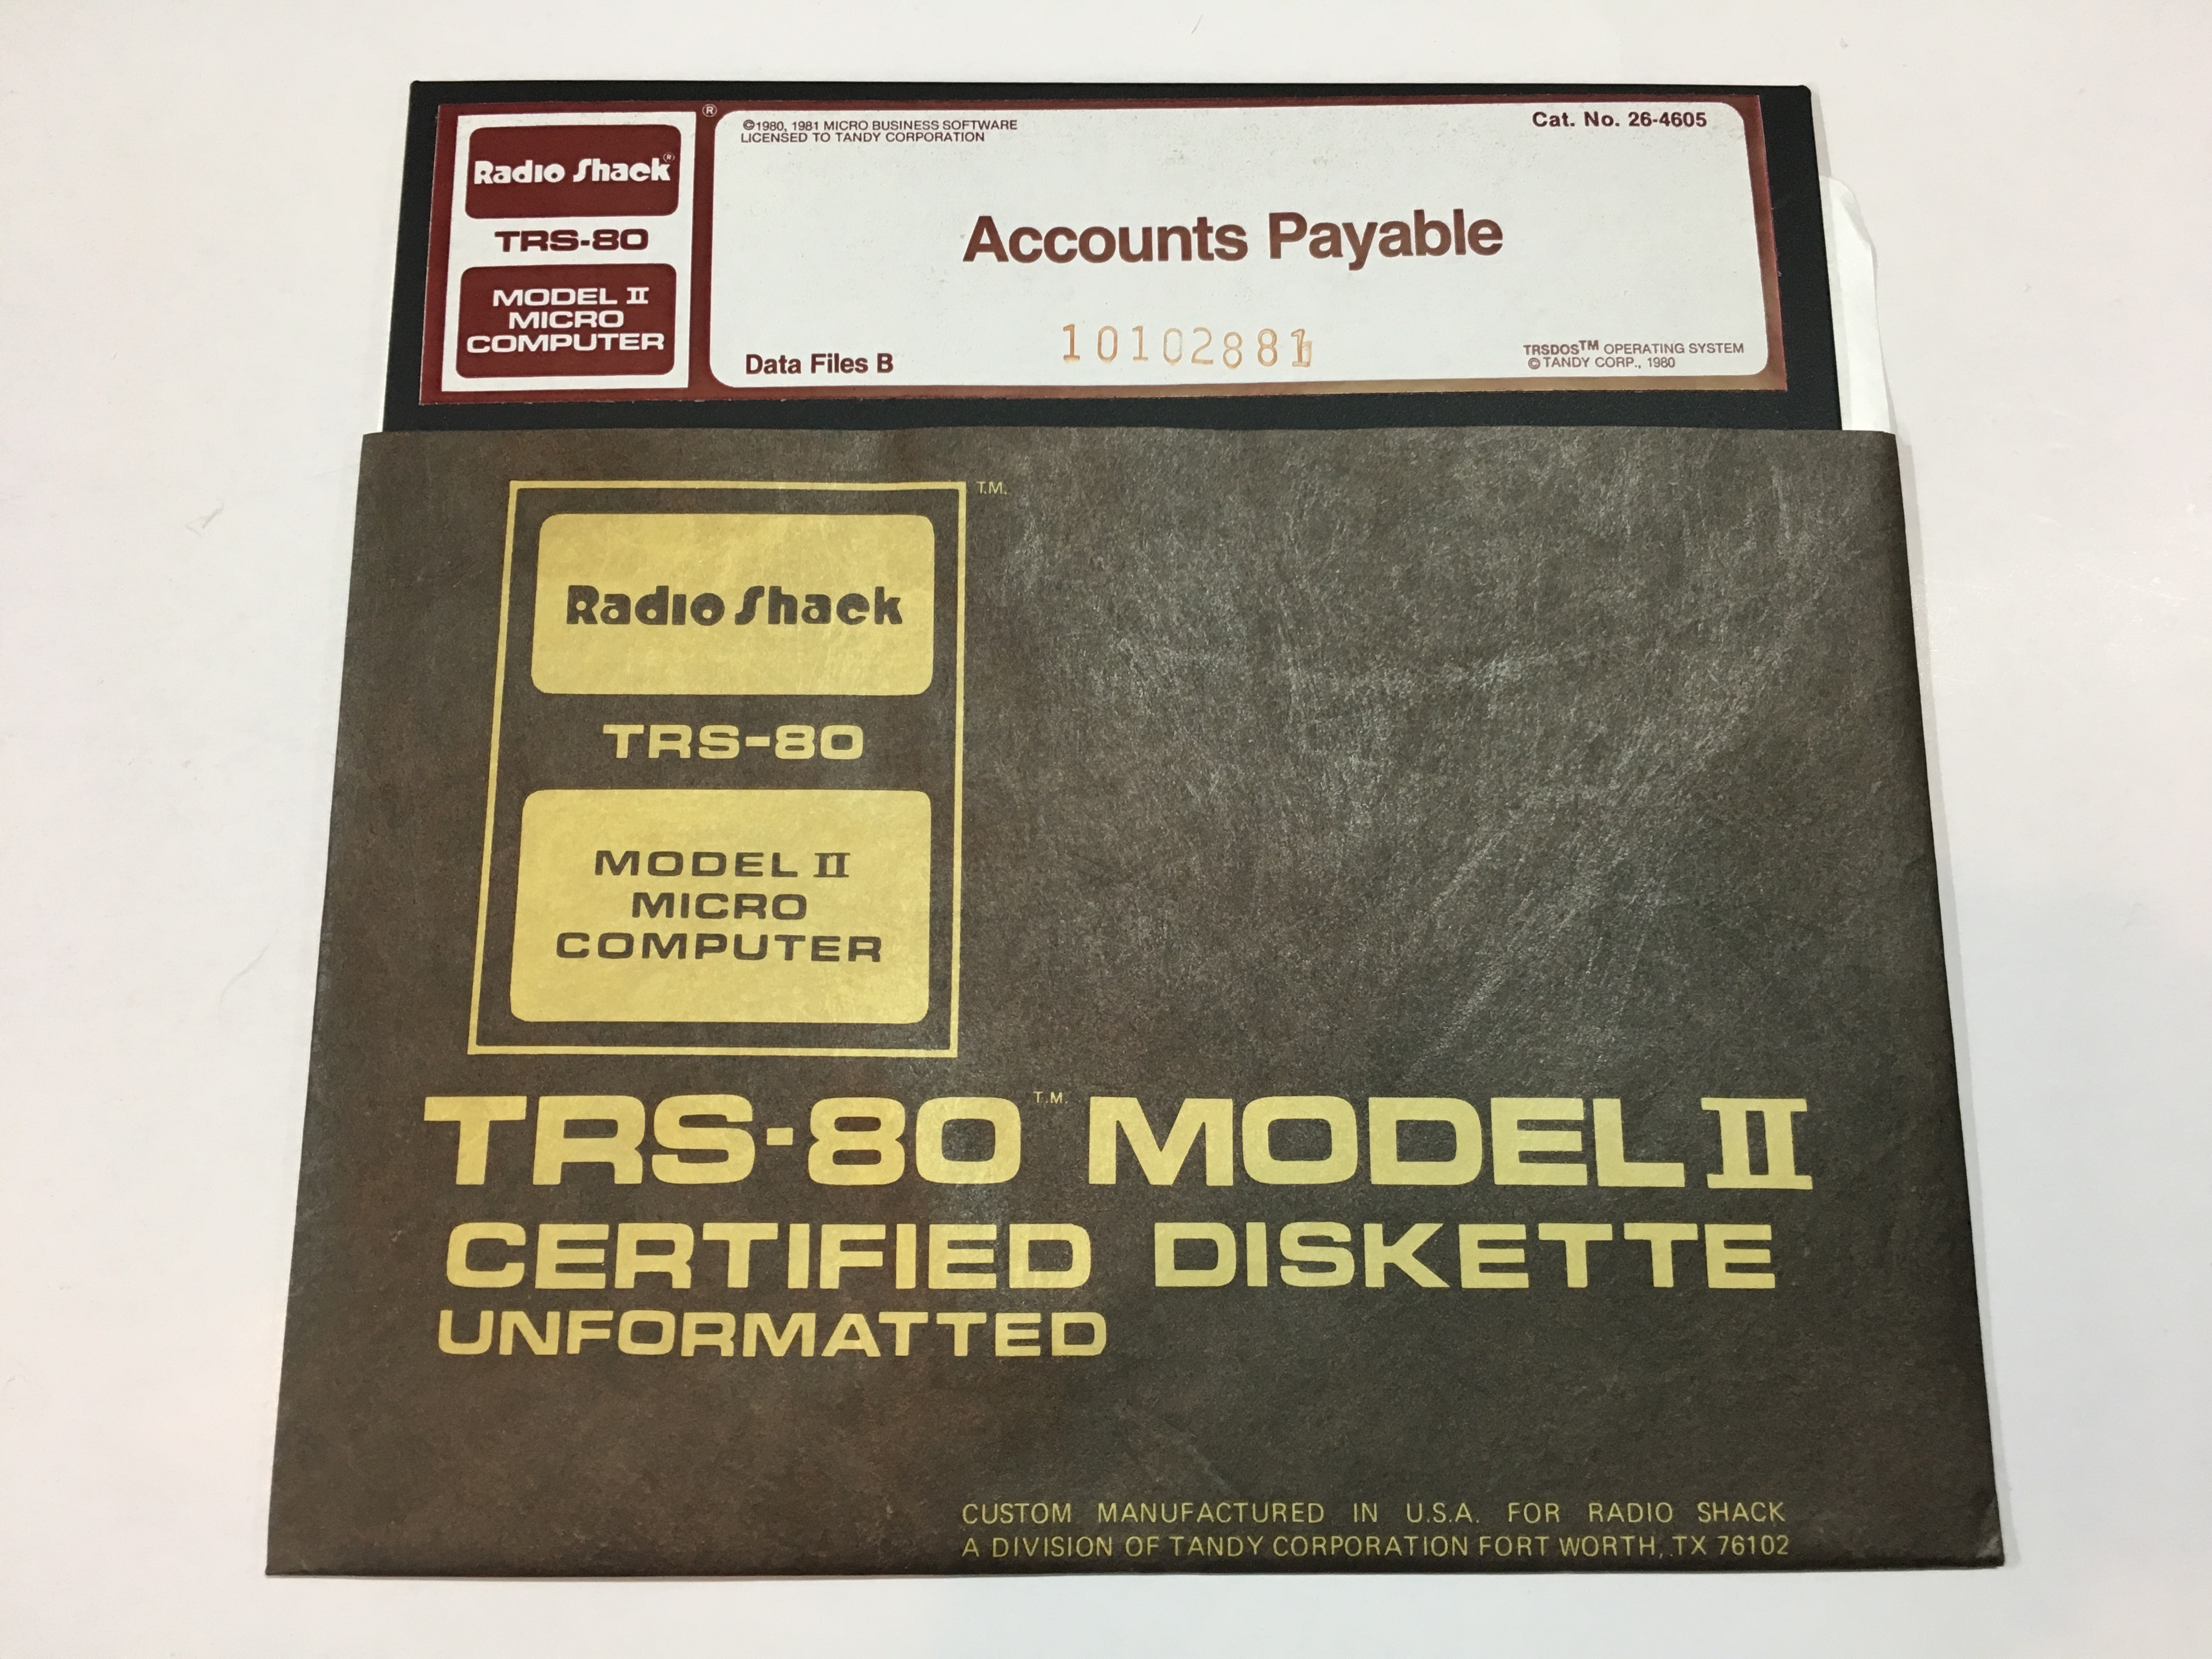 Radio Shack®
TRS-80
MODEL II
MICRO
COMPUTER
®
©1980, 1981 MICRO BUSINESS SOFTWARE
LICENSED TO TANDY CORPORATION
Cat. No. 26-4605
Accounts Payable
Data Files B
10102881
TRSDOS™ OPERATING SYSTEM
© TANDY CORP., 1980
T.M.
Radio Shack
TRS-80
MODEL II
MICRO
COMPUTER
TRS-80 T.M. MODEL II
CERTIFIED DISKETTE
UNFORMATTED
CUSTOM MANUFACTURED IN U.S.A. FOR RADIO SHACK
A DIVISION OF TANDY CORPORATION FORT WORTH, TX 76102